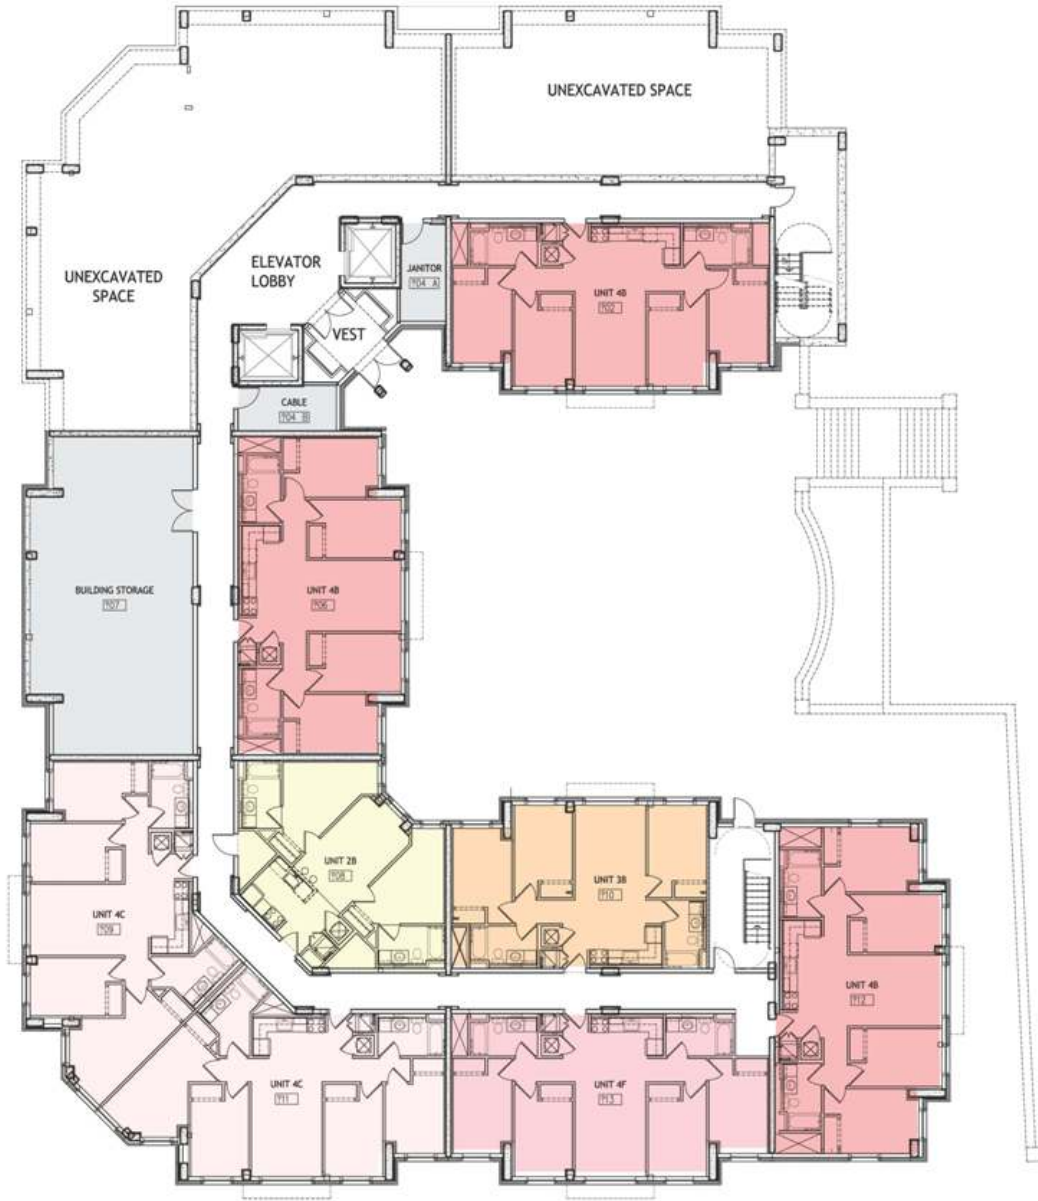 UNEXCAVATED SPACE
ELEVATOR
LOBBY
JANITOR
T04 A
UNEXCAVATED
SPACE
UNIT 4B
T02
VEST
CABLE
T04 B
BUILDING STORAGE
T07
UNIT 4B
T06
UNIT 2B
T08
UNIT 3B
T10
UNIT 4C
T09
UNIT 4B
T12
UNIT 4C
T11
UNIT 4F
T13